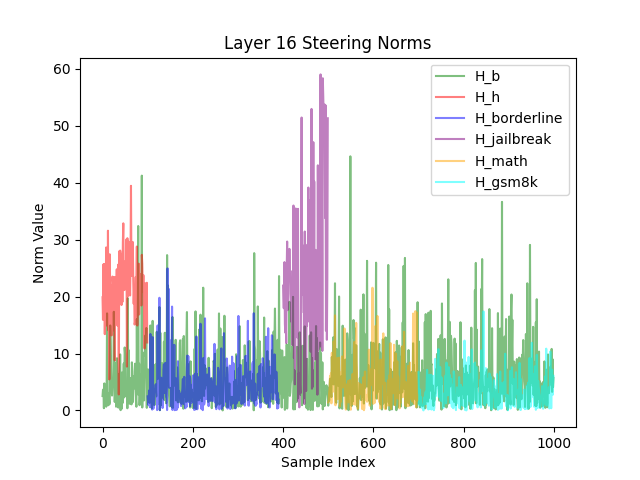 Layer 16 Steering Norms
Norm Value
60
50
40
30
20
10
0
0 200 400 600 800 1000
Sample Index
H_b
H_h
H_borderline
H_jailbreak
H_math
H_gsm8k